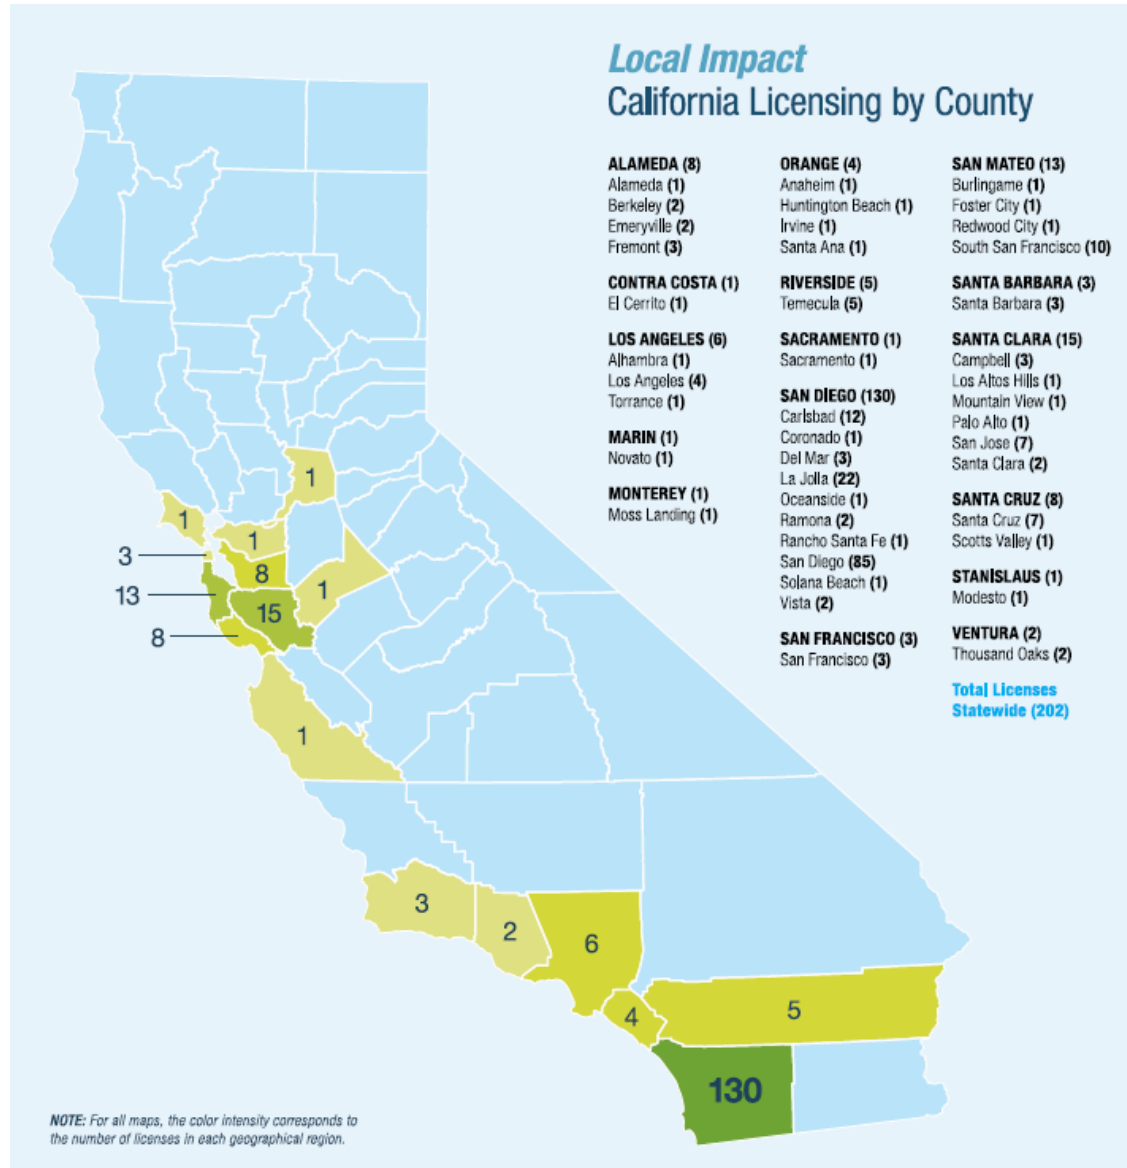 Local Impact
California Licensing by County
ALAMEDA (8)
Alameda (1)
Berkeley (2)
Emeryville (2)
Fremont (3)
CONTRA COSTA (1)
El Cerrito (1)
LOS ANGELES (6)
Alhambra (1)
Los Angeles (4)
Torrance (1)
MARIN (1)
Novato (1)
MONTEREY (1)
Moss Landing (1)
ORANGE (4)
Anaheim (1)
Huntington Beach (1)
Irvine (1)
Santa Ana (1)
RIVERSIDE (5)
Temecula (5)
SACRAMENTO (1)
Sacramento (1)
SAN DIEGO (130)
Carlsbad (12)
Coronado (1)
Del Mar (3)
La Jolla (22)
Oceanside (1)
Ramona (2)
Rancho Santa Fe (1)
San Diego (85)
Solana Beach (1)
Vista (2)
SAN FRANCISCO (3)
San Francisco (3)
SAN MATEO (13)
Burlingame (1)
Foster City (1)
Redwood City (1)
South San Francisco (10)
SANTA BARBARA (3)
Santa Barbara (3)
SANTA CLARA (15)
Campbell (3)
Los Altos Hills (1)
Mountain View (1)
Palo Alto (1)
San Jose (7)
Santa Clara (2)
SANTA CRUZ (8)
Santa Cruz (7)
Scotts Valley (1)
STANISLAUS (1)
Modesto (1)
VENTURA (2)
Thousand Oaks (2)
Total Licenses
Statewide (202)
1
1
1
3
8
1
13
15
8
1
3
2
6
4
5
130
NOTE: For all maps, the color intensity corresponds to
the number of licenses in each geographical region.